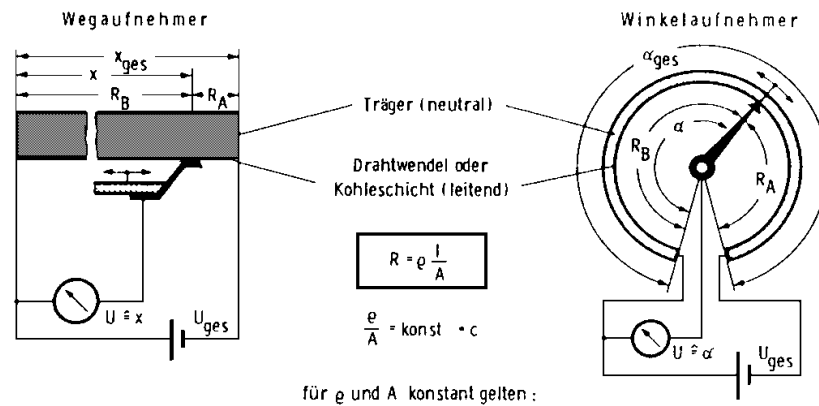 Wegaufnehmer
x_ges
x
R_B
R_A
Träger (neutral)
Drahtwendel oder
Kohleschicht (leitend)
R = ϱ l/A
ϱ/A = konst • c
U ≙ x
U_ges
Winkelaufnehmer
α_ges
α
R_B
R_A
U ≙ α
U_ges
für ϱ und A konstant gelten :